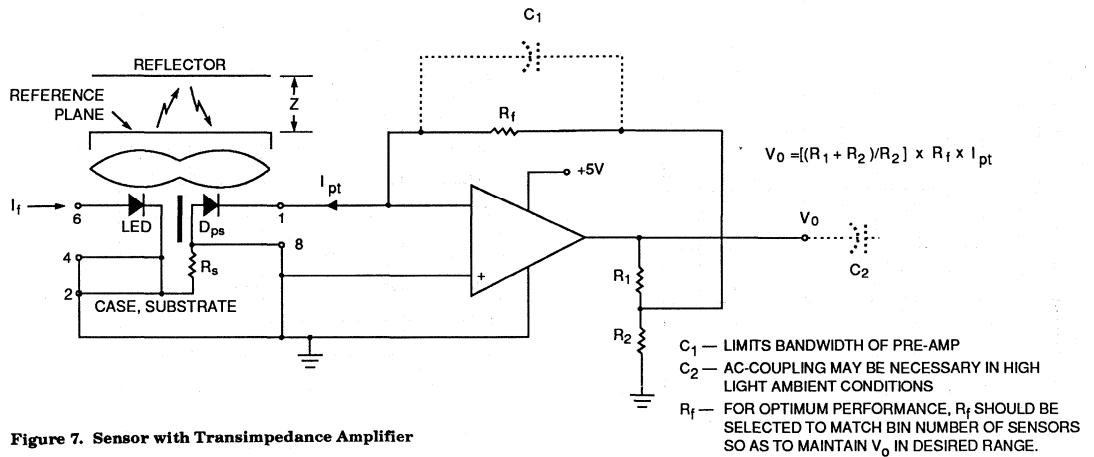 C1
REFLECTOR
Z
REFERENCE
PLANE
Rf
Vo =[(R1 + R2 )/R2 ] x Rf x Ipt
+5V
Ipt
If
6
LED
Dps
1
Vo
4
8
Rs
+
C2
R1
2
CASE, SUBSTRATE
R2
C1 — LIMITS BANDWIDTH OF PRE-AMP
C2 — AC-COUPLING MAY BE NECESSARY IN HIGH
LIGHT AMBIENT CONDITIONS
Rf — FOR OPTIMUM PERFORMANCE, Rf SHOULD BE
SELECTED TO MATCH BIN NUMBER OF SENSORS
SO AS TO MAINTAIN Vo IN DESIRED RANGE.
Figure 7. Sensor with Transimpedance Amplifier